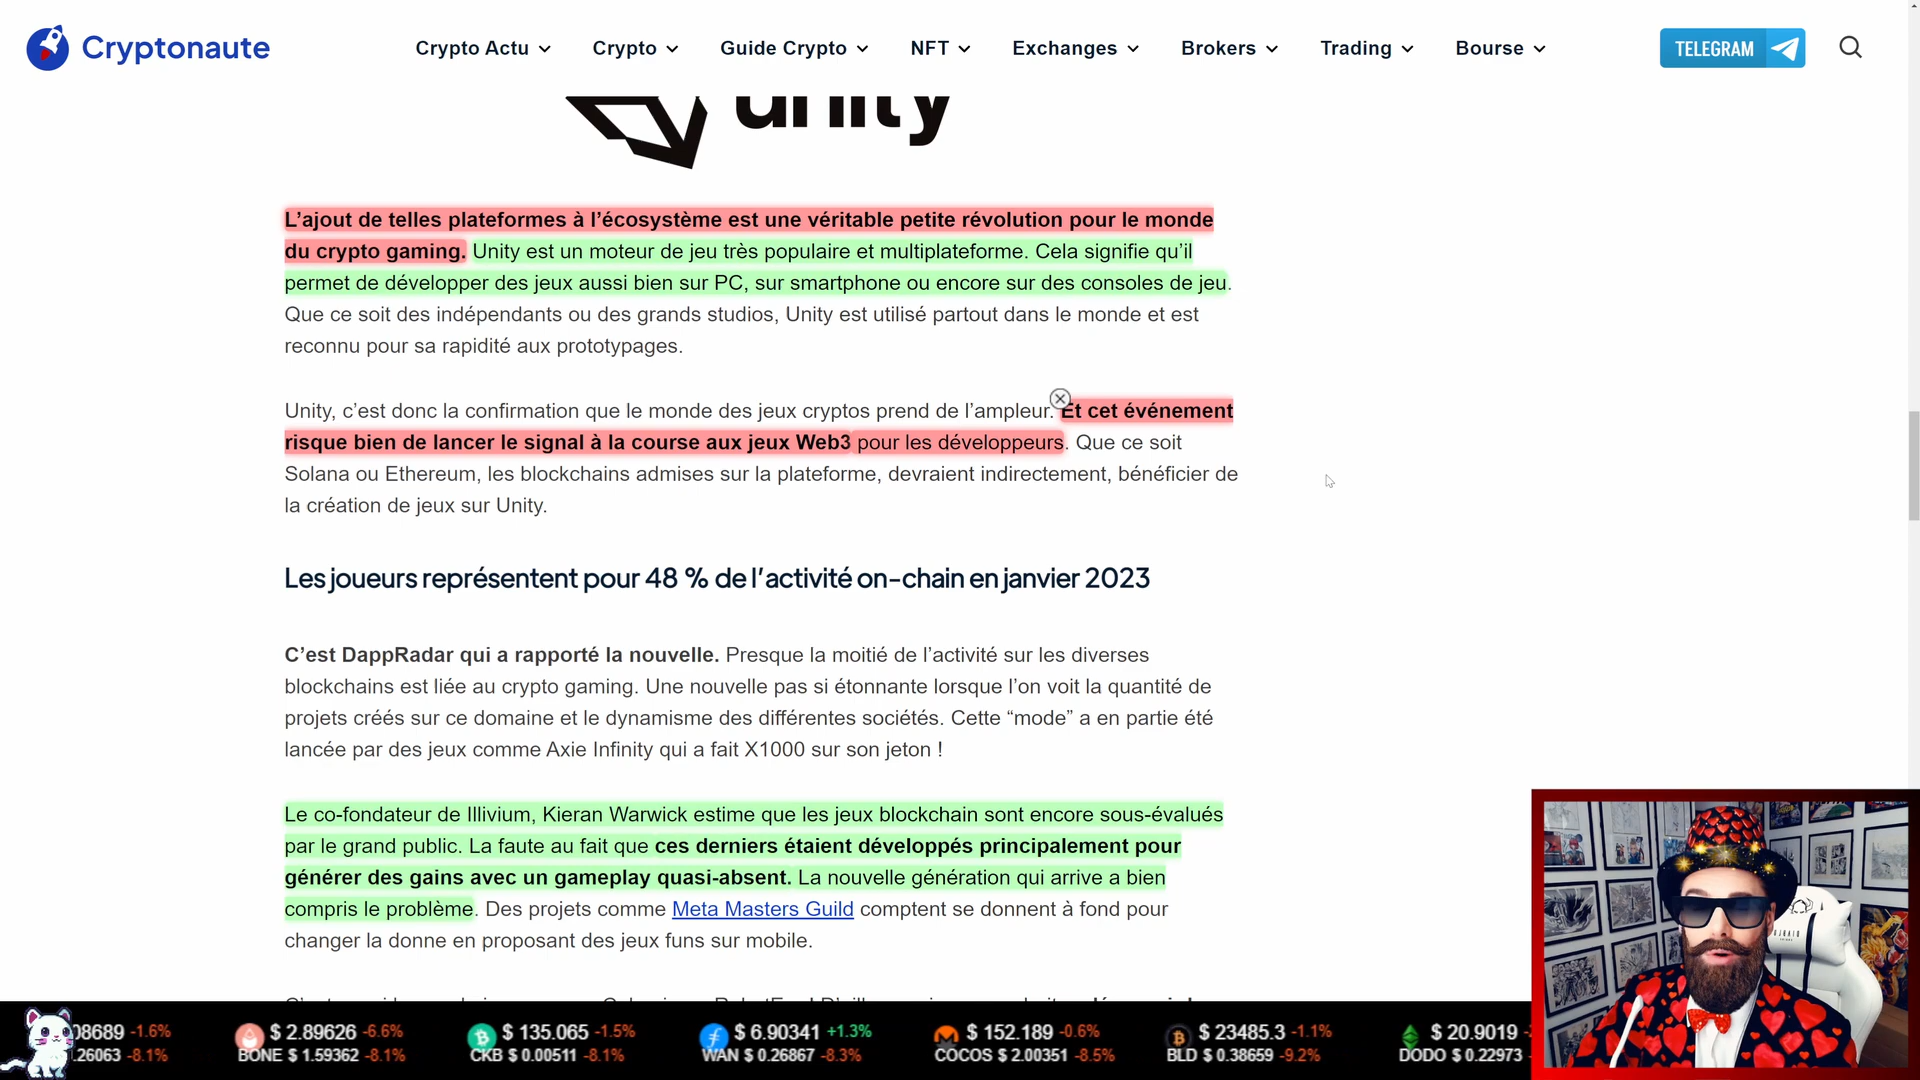 Cryptonaute
Crypto Actu
Crypto
Guide Crypto
NFT
Exchanges
Brokers
Trading
Bourse
TELEGRAM
unity
L’ajout de telles plateformes à l’écosystème est une véritable petite révolution pour le monde
du crypto gaming. Unity est un moteur de jeu très populaire et multiplateforme. Cela signifie qu’il
permet de développer des jeux aussi bien sur PC, sur smartphone ou encore sur des consoles de jeu.
Que ce soit des indépendants ou des grands studios, Unity est utilisé partout dans le monde et est
reconnu pour sa rapidité aux prototypages.
Unity, c’est donc la confirmation que le monde des jeux cryptos prend de l’ampleur. Et cet événement
risque bien de lancer le signal à la course aux jeux Web3 pour les développeurs. Que ce soit
Solana ou Ethereum, les blockchains admises sur la plateforme, devraient indirectement, bénéficier de
la création de jeux sur Unity.
Les joueurs représentent pour 48 % de l’activité on-chain en janvier 2023
C’est DappRadar qui a rapporté la nouvelle. Presque la moitié de l’activité sur les diverses
blockchains est liée au crypto gaming. Une nouvelle pas si étonnante lorsque l’on voit la quantité de
projets créés sur ce domaine et le dynamisme des différentes sociétés. Cette “mode” a en partie été
lancée par des jeux comme Axie Infinity qui a fait X1000 sur son jeton !
Le co-fondateur de Illivium, Kieran Warwick estime que les jeux blockchain sont encore sous-évalués
par le grand public. La faute au fait que ces derniers étaient développés principalement pour
générer des gains avec un gameplay quasi-absent. La nouvelle génération qui arrive a bien
compris le problème. Des projets comme Meta Masters Guild comptent se donnent à fond pour
changer la donne en proposant des jeux funs sur mobile.
08689 -1.6% $ 2.89626 -6.6% $ 135.065 -1.5% $ 6.90341 +1.3% $ 152.189 -0.6% $ 23485.3 -1.1% $ 20.9019
.26063 -8.1% BONE $ 1.59362 -8.1% CKB $ 0.00511 -8.1% WAN $ 0.26867 -8.3% COCOS $ 2.00351 -8.5% BLD $ 0.38659 -9.2% DODO $ 0.22973